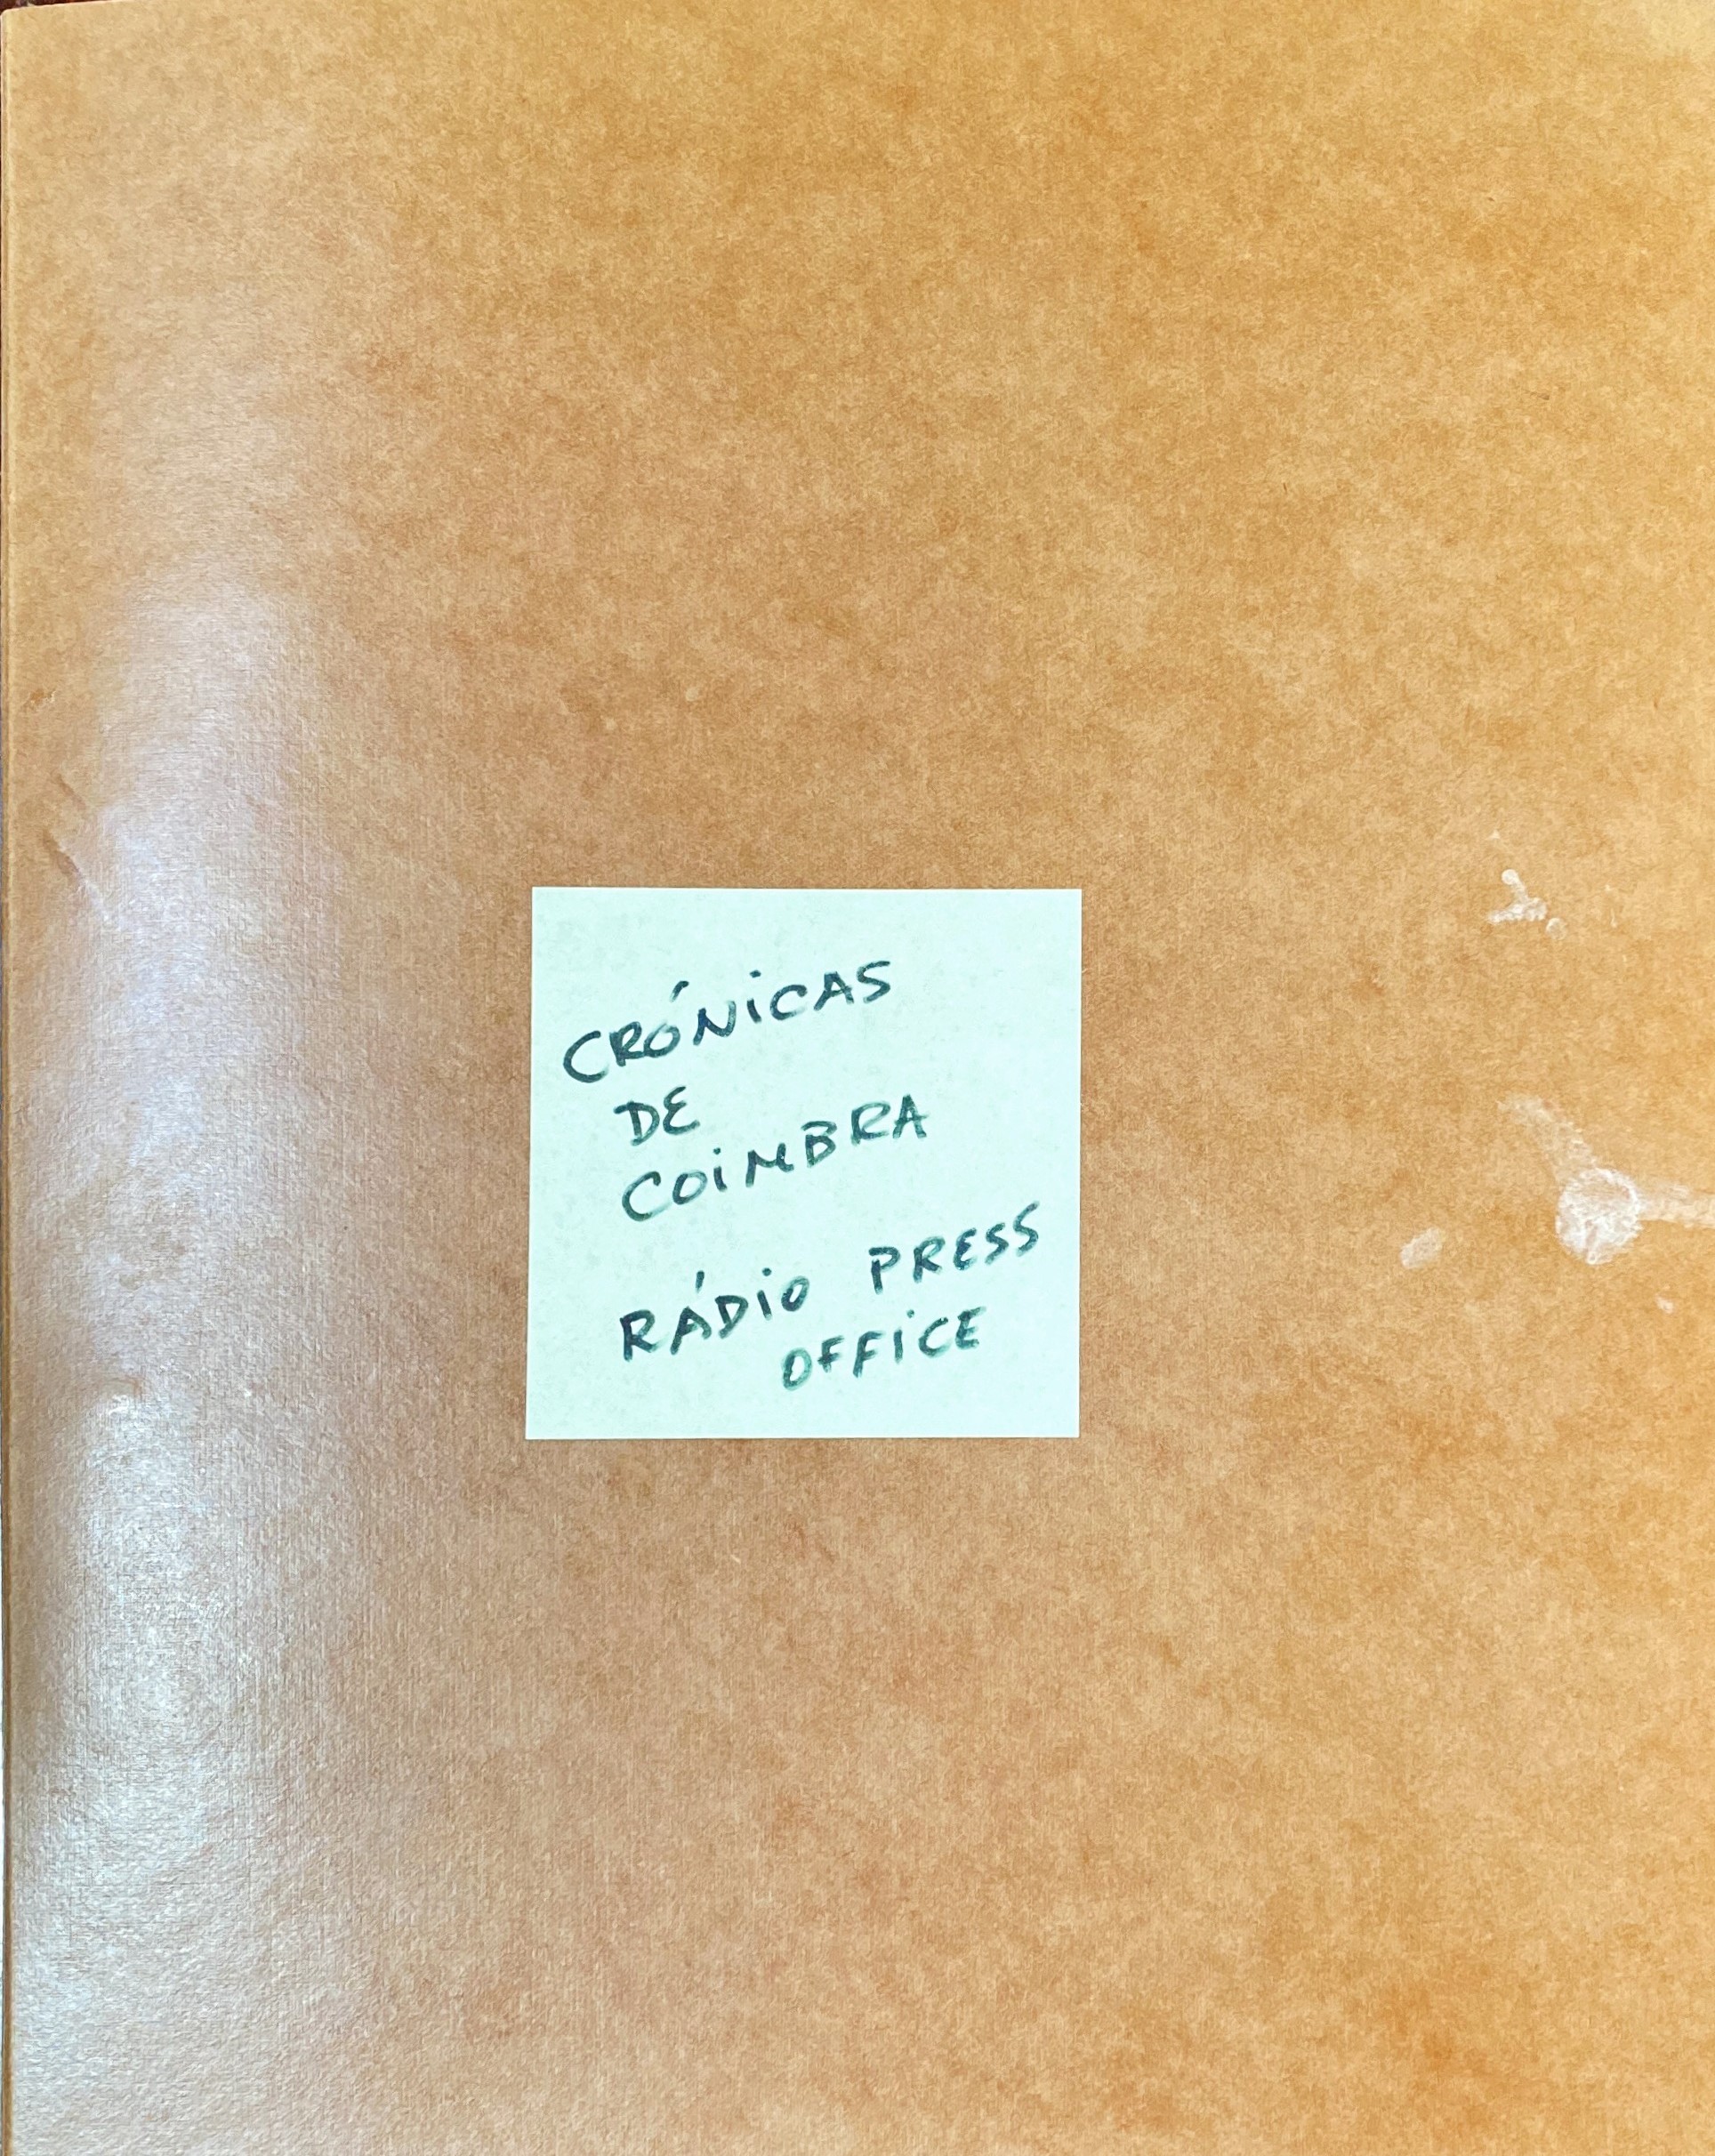 CRÓNICAS
DE
COIMBRA
RÁDIO PRESS
OFFICE